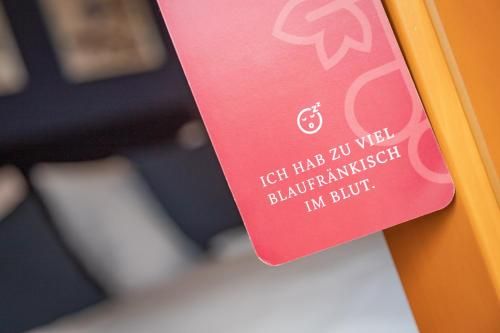 ICH HAB ZU VIEL
BLAUFRÄNKISCH
IM BLUT.